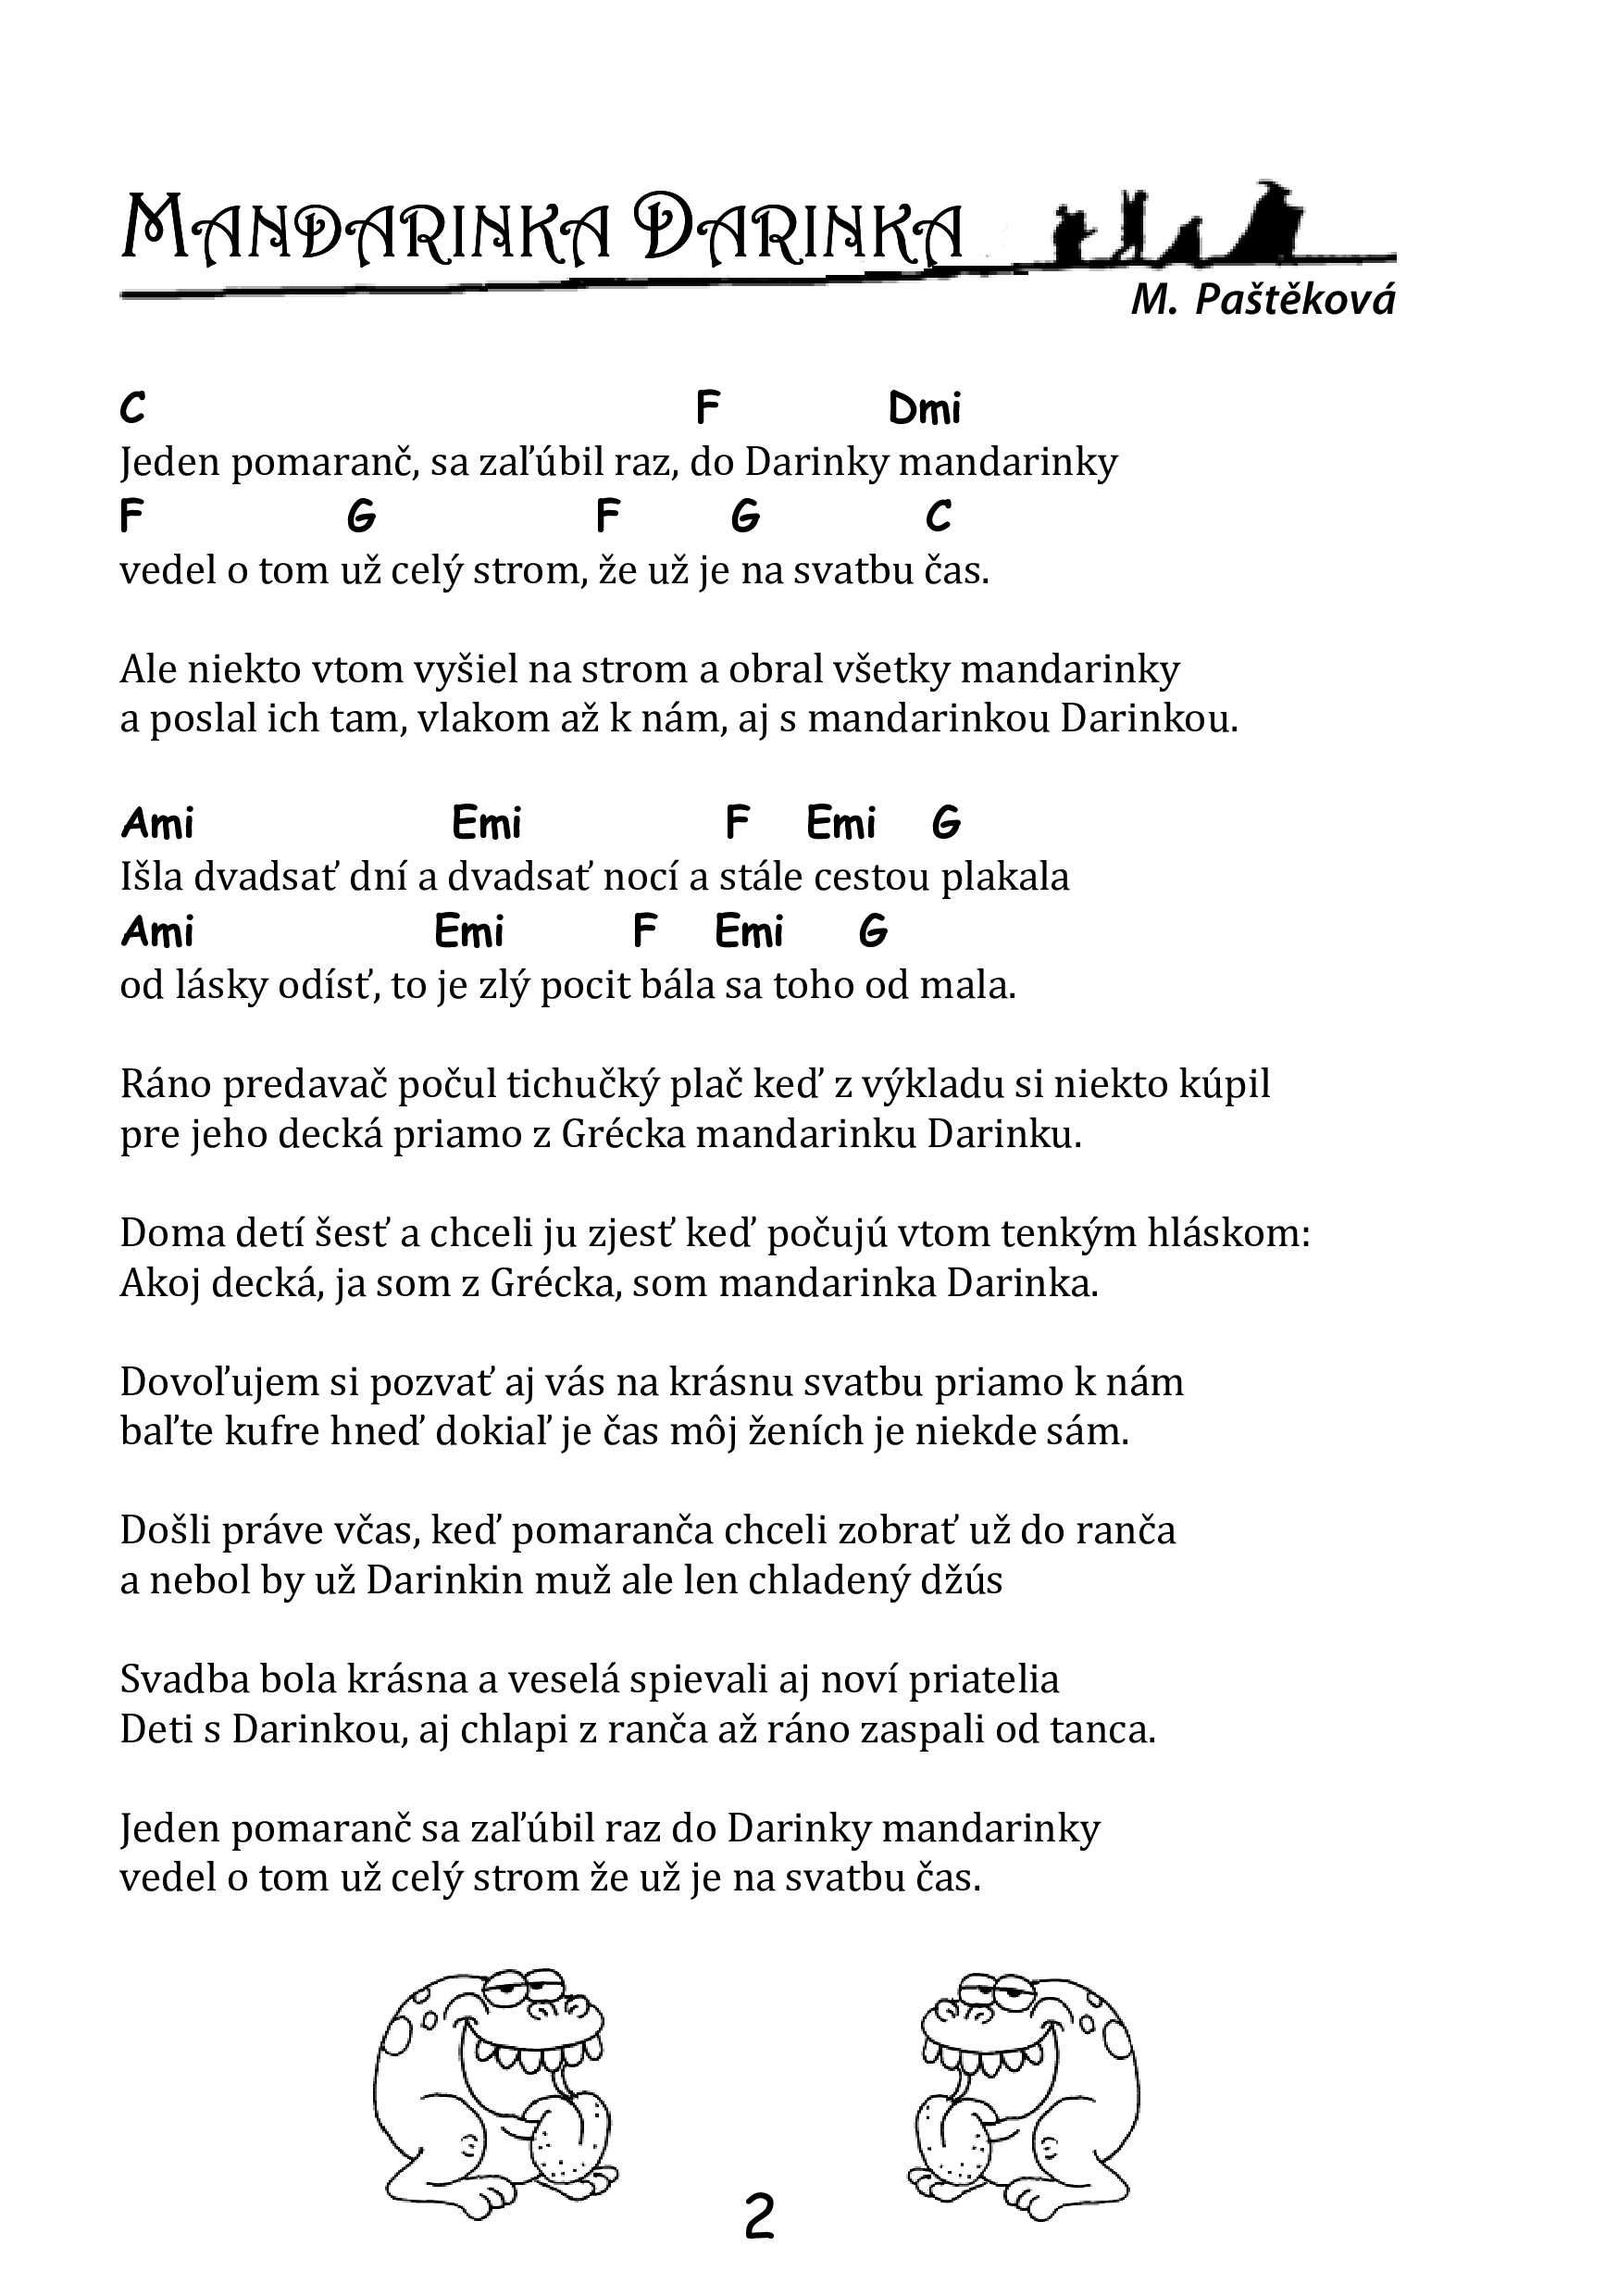 Mandarinka Darinka
M. Paštěková
C F Dmi
Jeden pomaranč, sa zaľúbil raz, do Darinky mandarinky
F G F G C
vedel o tom už celý strom, že už je na svatbu čas.
Ale niekto vtom vyšiel na strom a obral všetky mandarinky
a poslal ich tam, vlakom až k nám, aj s mandarinkou Darinkou.
Ami Emi F Emi G
Išla dvadsať dní a dvadsať nocí a stále cestou plakala
Ami Emi F Emi G
od lásky odísť, to je zlý pocit bála sa toho od mala.
Ráno predavač počul tichučký plač keď z výkladu si niekto kúpil
pre jeho decká priamo z Grécka mandarinku Darinku.
Doma detí šesť a chceli ju zjesť keď počujú vtom tenkým hláskom:
Akoj decká, ja som z Grécka, som mandarinka Darinka.
Dovoľujem si pozvať aj vás na krásnu svatbu priamo k nám
baľte kufre hneď dokiaľ je čas môj ženích je niekde sám.
Došli práve včas, keď pomaranča chceli zobrať už do ranča
a nebol by už Darinkin muž ale len chladený džús
Svadba bola krásna a veselá spievali aj noví priatelia
Deti s Darinkou, aj chlapi z ranča až ráno zaspali od tanca.
Jeden pomaranč sa zaľúbil raz do Darinky mandarinky
vedel o tom už celý strom že už je na svatbu čas.
2